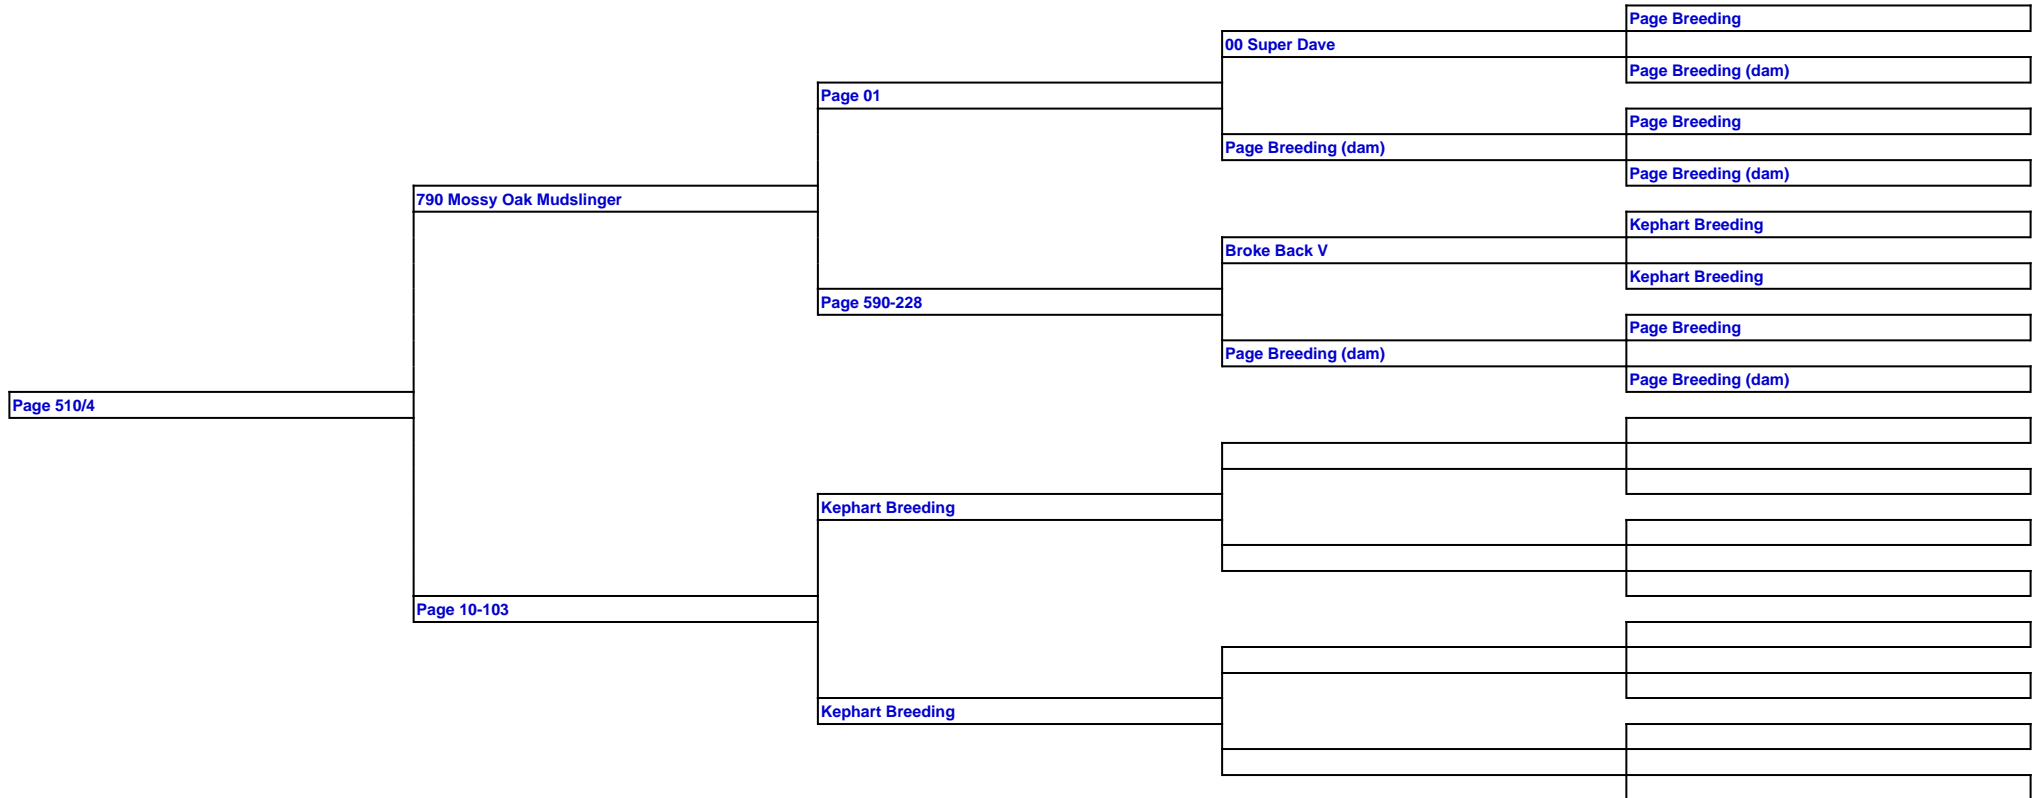 Page Breeding
00 Super Dave
Page Breeding (dam)
Page 01
Page Breeding
Page Breeding (dam)
Page Breeding (dam)
790 Mossy Oak Mudslinger
Kephart Breeding
Broke Back V
Kephart Breeding
Page 590-228
Page Breeding
Page Breeding (dam)
Page Breeding (dam)
Page 510/4
Kephart Breeding
Page 10-103
Kephart Breeding